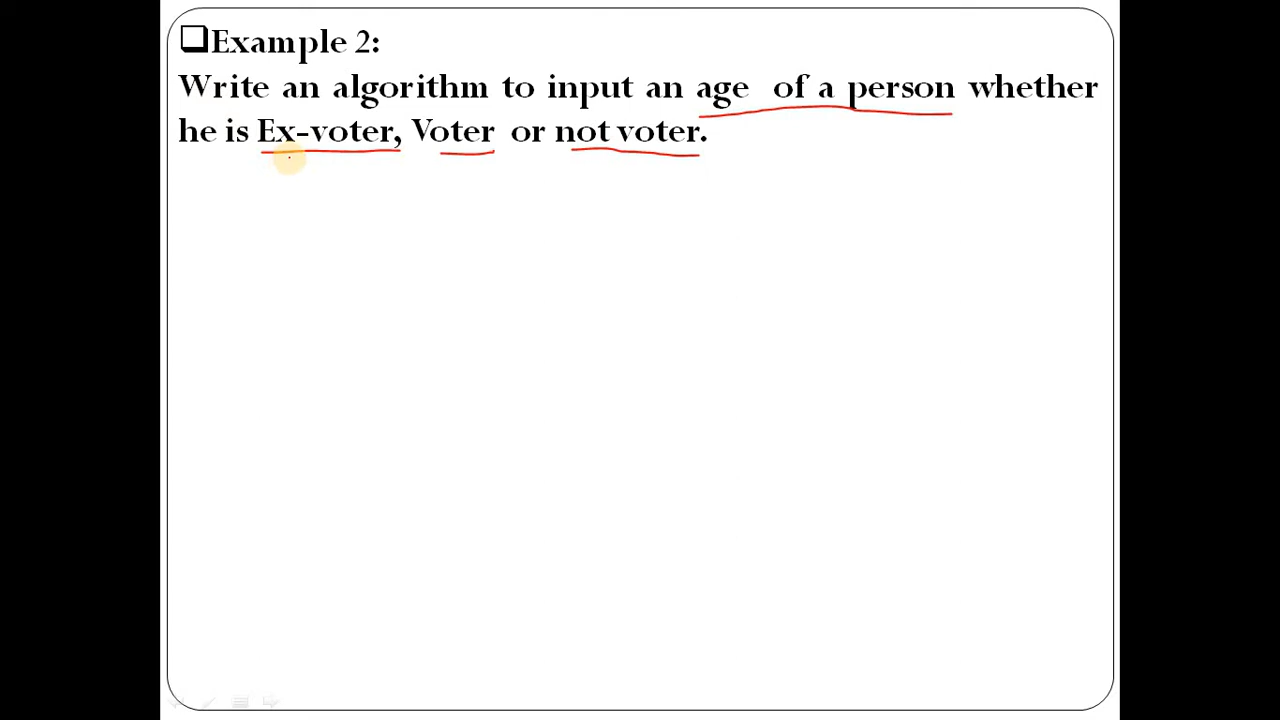 ❑Example 2:
Write an algorithm to input an age of a person whether
he is Ex-voter, Voter or not voter.